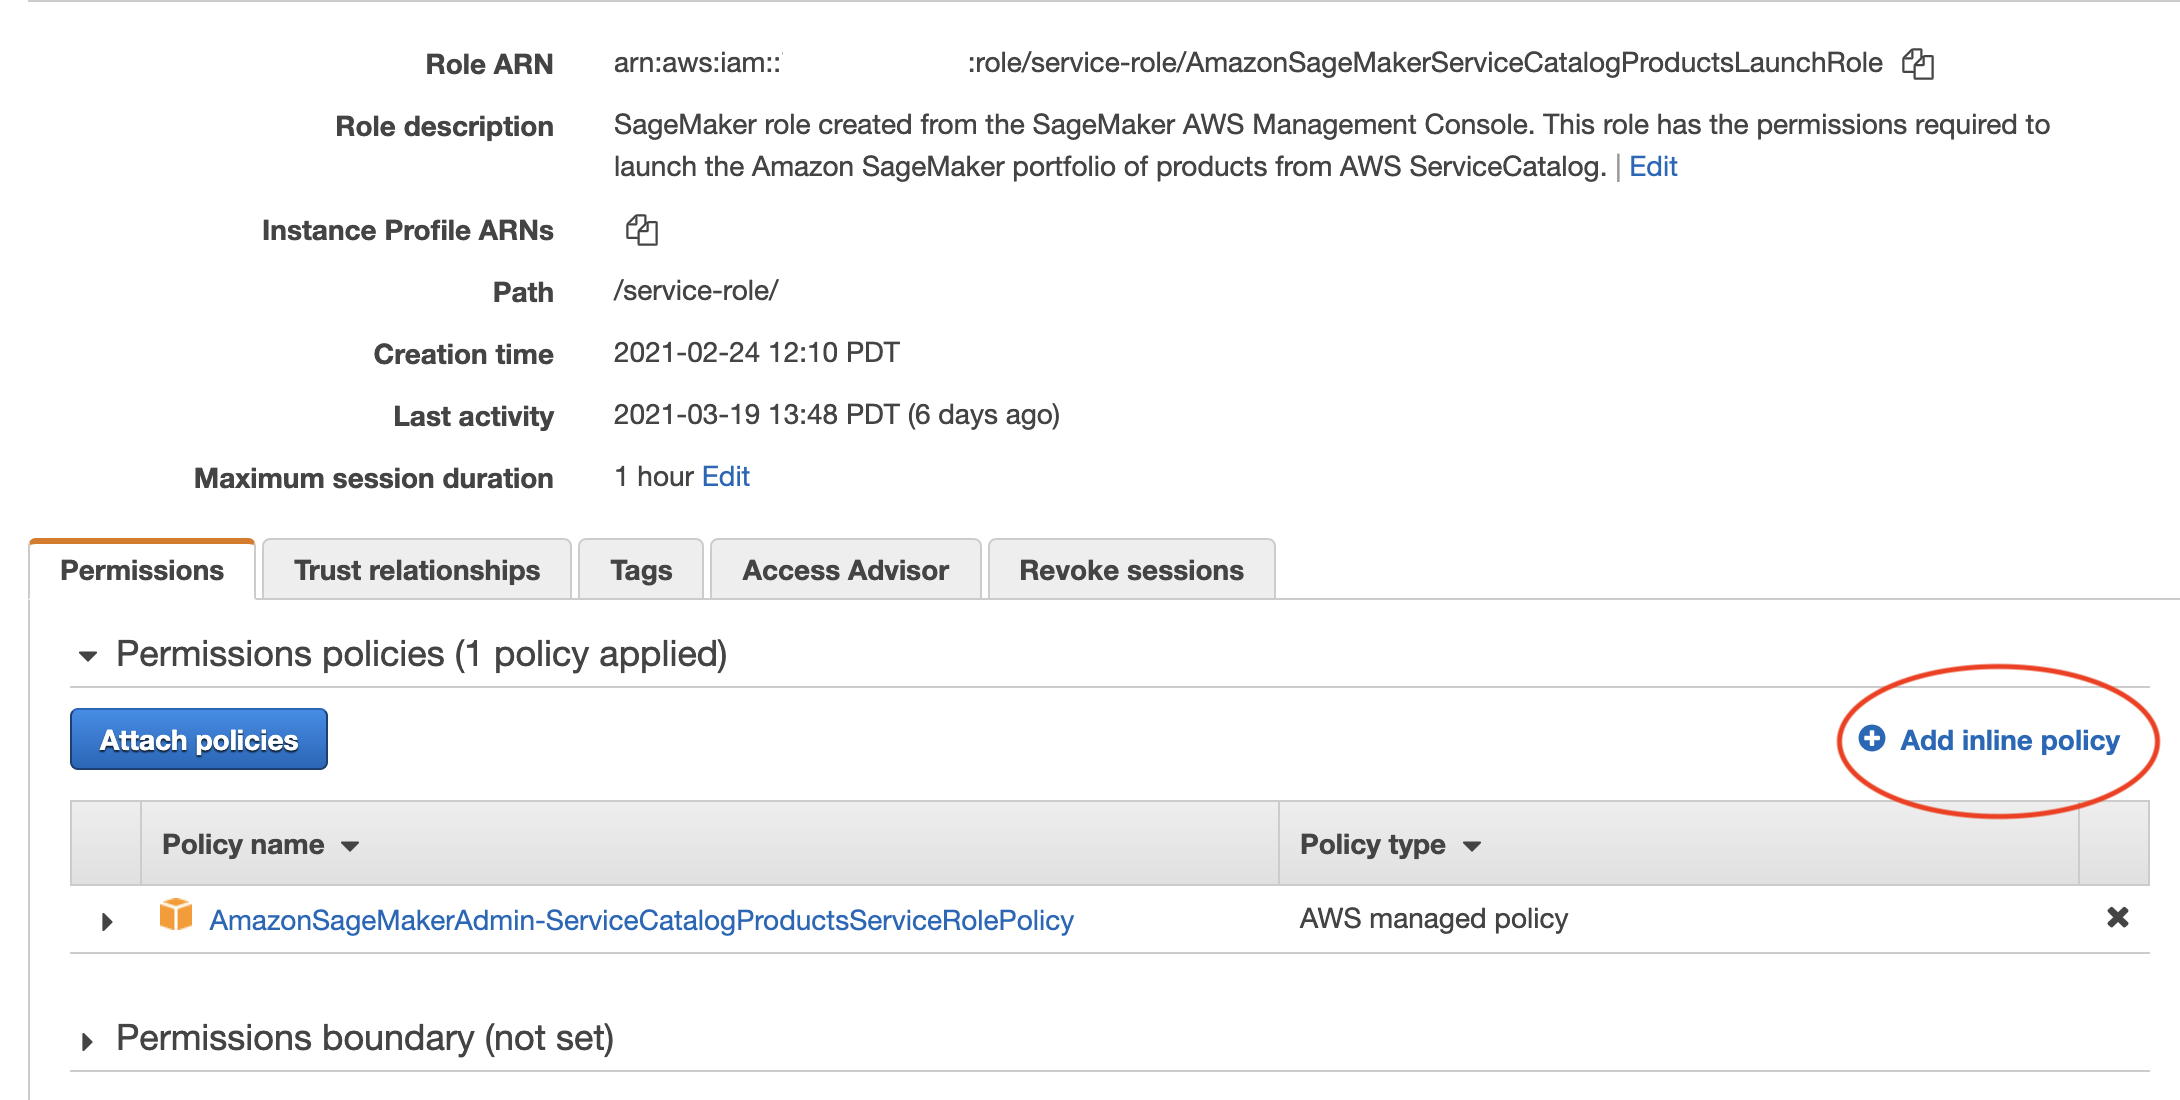 Role ARN arn:aws:iam:: :role/service-role/AmazonSageMakerServiceCatalogProductsLaunchRole
Role description SageMaker role created from the SageMaker AWS Management Console. This role has the permissions required to
launch the Amazon SageMaker portfolio of products from AWS ServiceCatalog. | Edit
Instance Profile ARNs
Path /service-role/
Creation time 2021-02-24 12:10 PDT
Last activity 2021-03-19 13:48 PDT (6 days ago)
Maximum session duration 1 hour Edit
Permissions Trust relationships Tags Access Advisor Revoke sessions
Permissions policies (1 policy applied)
Attach policies Add inline policy
Policy name Policy type
AmazonSageMakerAdmin-ServiceCatalogProductsServiceRolePolicy AWS managed policy
Permissions boundary (not set)